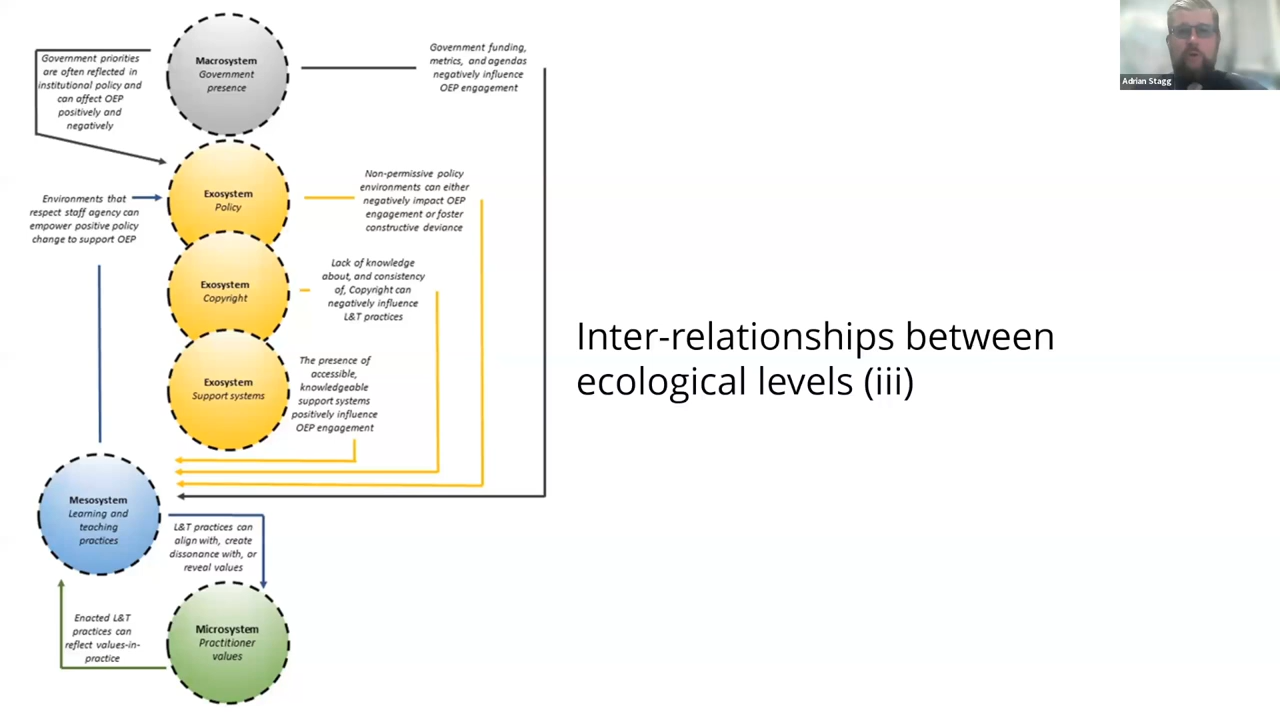 Government priorities
are often reflected in
institutional policy and
can affect OEP
positively and
negatively
Macrosystem
Government
presence
Government funding,
metrics, and agendas
negatively influence
OEP engagement
Adrian Stagg
Environments that
respect staff agency can
empower positive policy
change to support OEP
Exosystem
Policy
Non-permissive policy
environments can either
negatively impact OEP
engagement or foster
constructive deviance
Exosystem
Copyright
Lack of knowledge
about, and consistency
of, Copyright can
negatively influence
L&T practices
Exosystem
Support systems
The presence of
accessible,
knowledgeable
support systems
positively influence
OEP engagement
Inter-relationships between
ecological levels (iii)
Mesosystem
Learning and
teaching
practices
L&T practices can
align with, create
dissonance with, or
reveal values
Enacted L&T
practices can
reflect values-in-
practice
Microsystem
Practitioner
values